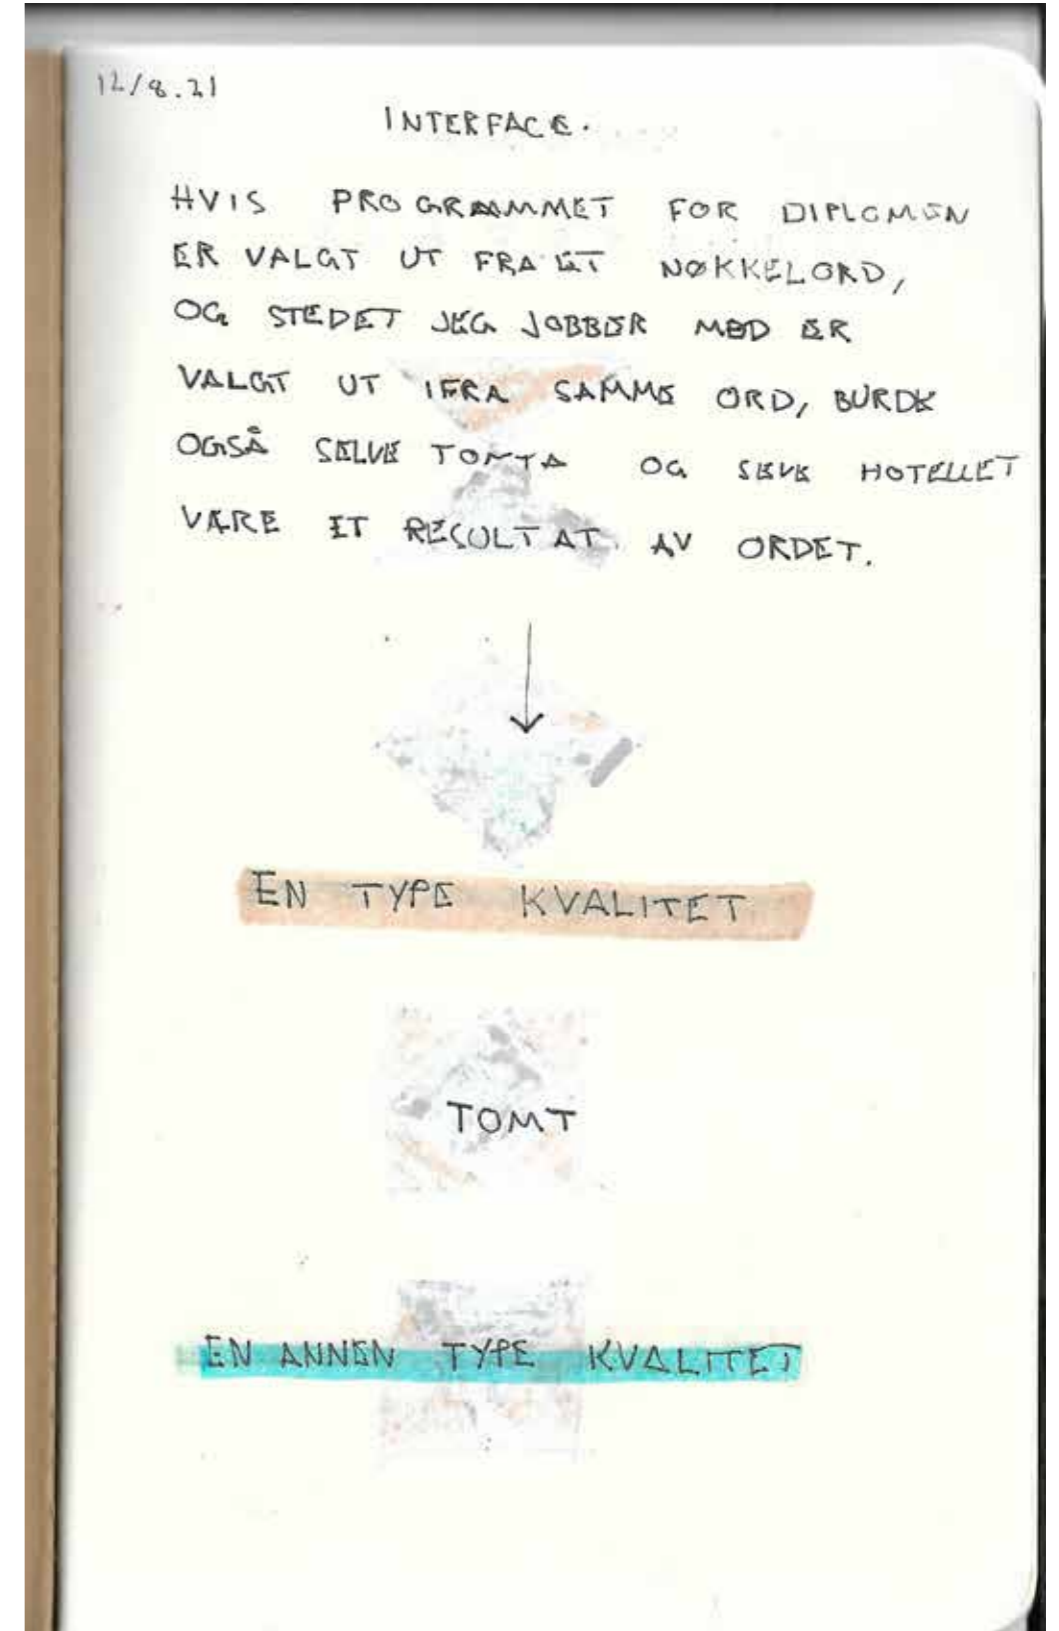 12/8.21
INTERFACE.
HVIS PROGRAMMET FOR DIPLOMEN
ER VALGT UT FRA ET NØKKELORD,
OG STEDET JEG JOBBER MED ER
VALGT UT IFRA SAMME ORD, BURDE
OGSÅ SELVE TOMTA OG SELVE HOTELLET
VÆRE ET RESULTAT AV ORDET.
EN TYPE KVALITET
TOMT
EN ANNEN TYPE KVALITET